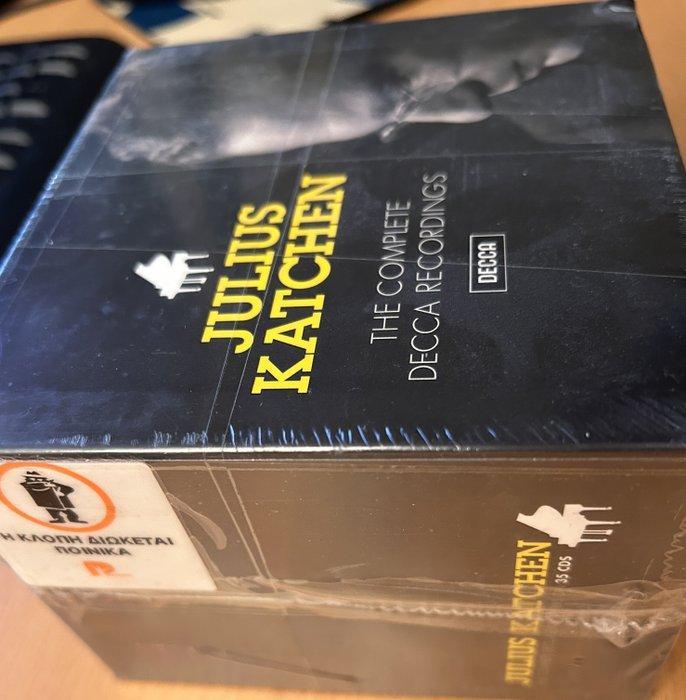 JULIUS
KATCHEN
THE COMPLETE
DECCA RECORDINGS
DECCA
Η ΚΛΟΠΗ ΔΙΩΚΕΤΑΙ
ΠΟΙΝΙΚΑ
JULIUS KATCHEN
35 CDS